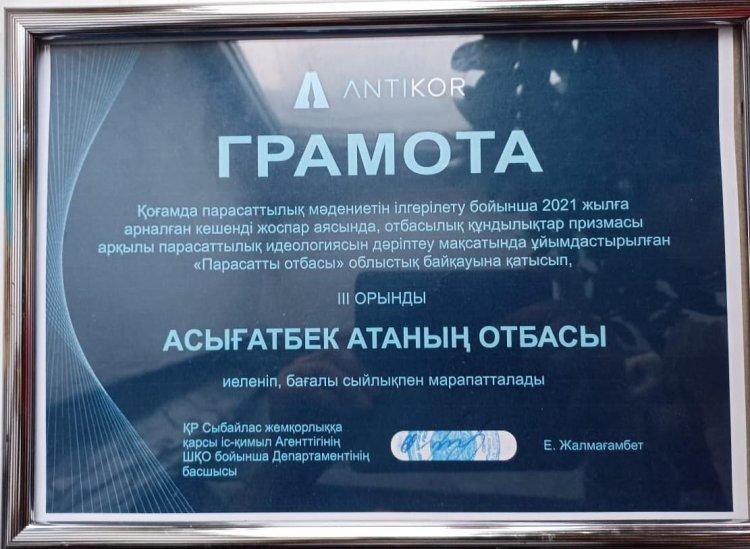 ANTIKOR
ГРАМОТА
Қоғамда парасаттылық мәдениетін ілгерілету бойынша 2021 жылға
арналған кешенді жоспар аясында, отбасылық құндылықтар призмасы
арқылы парасаттылық идеологиясын дәріптеу мақсатында ұйымдастырылған
«Парасатты отбасы» облыстық байқауына қатысып,
III ОРЫНДЫ
АСЫҒАТБЕК АТАНЫҢ ОТБАСЫ
иеленіп, бағалы сыйлықпен марапатталады
ҚР Сыбайлас жемқорлыққа
қарсы іс-қимыл Агенттігінің
ШҚО бойынша Департаментінің
басшысы
Е. Жалмағамбет